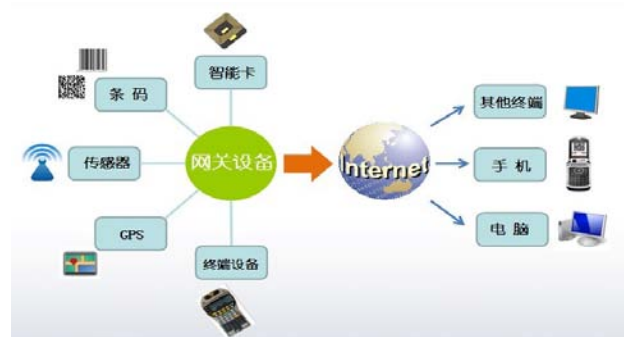 智能卡
条 码
其他终端
传感器
网关设备
Internet
手 机
GPS
电 脑
终端设备